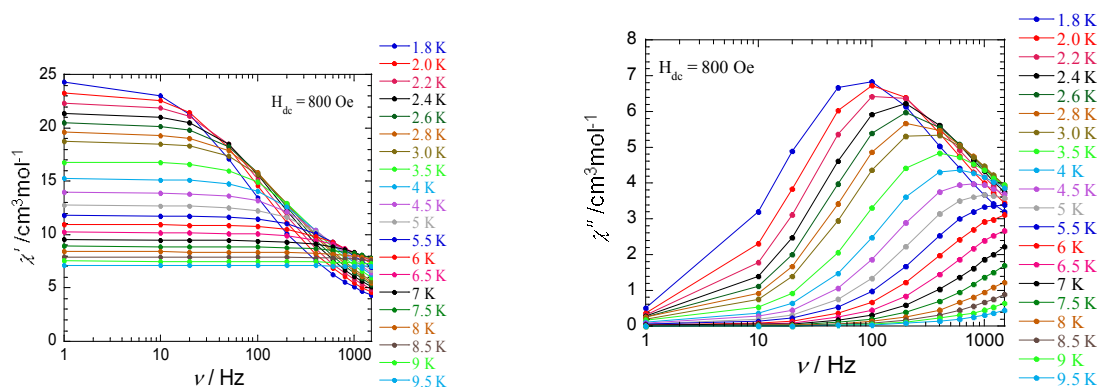 25
20
15
10
5
0
χ ' /cm³mol⁻¹
H_dc = 800 Oe
1
10
100
1000
ν / Hz
1.8 K
2.0 K
2.2 K
2.4 K
2.6 K
2.8 K
3.0 K
3.5 K
4 K
4.5 K
5 K
5.5 K
6 K
6.5 K
7 K
7.5 K
8 K
8.5 K
9 K
9.5 K
8
7
6
5
4
3
2
1
0
χ '' /cm³mol⁻¹
H_dc = 800 Oe
1
10
100
1000
ν / Hz
1.8 K
2.0 K
2.2 K
2.4 K
2.6 K
2.8 K
3.0 K
3.5 K
4 K
4.5 K
5 K
5.5 K
6 K
6.5 K
7 K
7.5 K
8 K
8.5 K
9 K
9.5 K